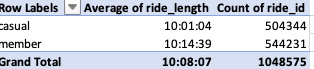 Row Labels Average of ride_length Count of ride_id
casual 10:01:04 504344
member 10:14:39 544231
Grand Total 10:08:07 1048575